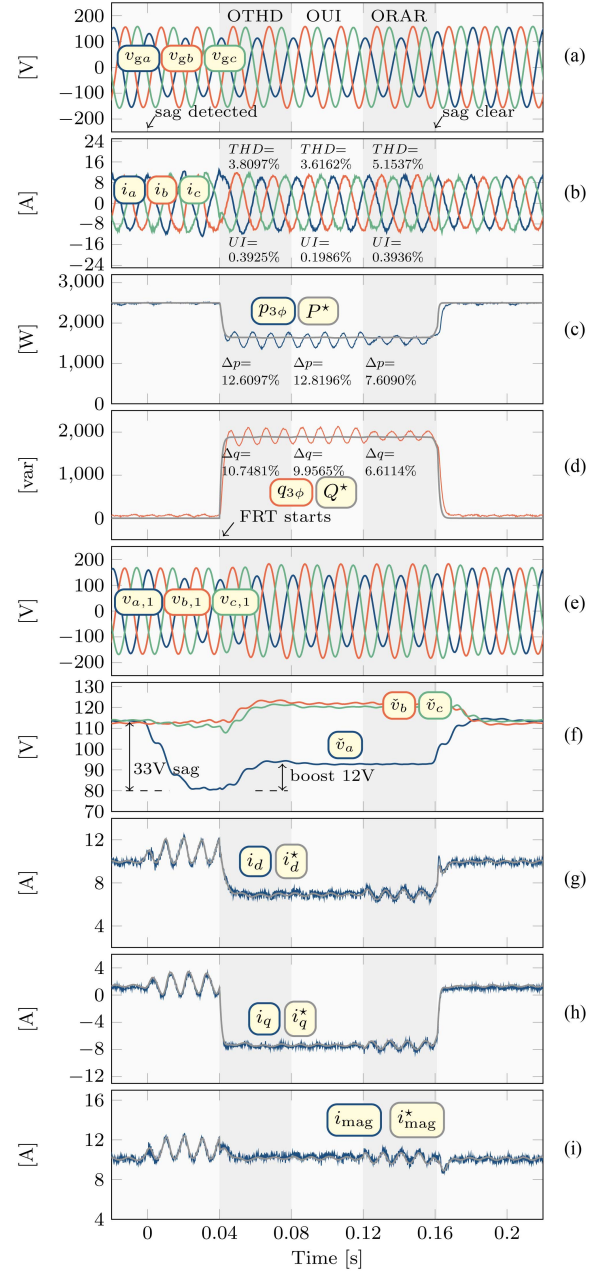 OTHD OUI ORAR
200
100
0
−100
−200
[V]
v_ga v_gb v_gc
sag detected
sag clear
(a)
24
16
8
0
−8
−16
−24
[A]
THD= THD= THD=
3.8097% 3.6162% 5.1537%
i_a i_b i_c
UI= UI= UI=
0.3925% 0.1986% 0.3936%
(b)
3,000
2,000
1,000
0
[W]
p_3ϕ P⋆
Δp= Δp= Δp=
12.6097% 12.8196% 7.6090%
(c)
2,000
1,000
0
[var]
Δq= Δq= Δq=
10.7481% 9.9565% 6.6114%
q_3ϕ Q⋆
FRT starts
(d)
200
100
0
−100
−200
[V]
v_a,1 v_b,1 v_c,1
(e)
130
120
110
100
90
80
70
[V]
v̌_b v̌_c
v̌_a
33V sag
boost 12V
(f)
12
8
4
[A]
i_d i_d⋆
(g)
4
0
−4
−8
−12
[A]
i_q i_q⋆
(h)
16
12
8
4
[A]
i_mag i_mag⋆
(i)
0 0.04 0.08 0.12 0.16 0.2
Time [s]